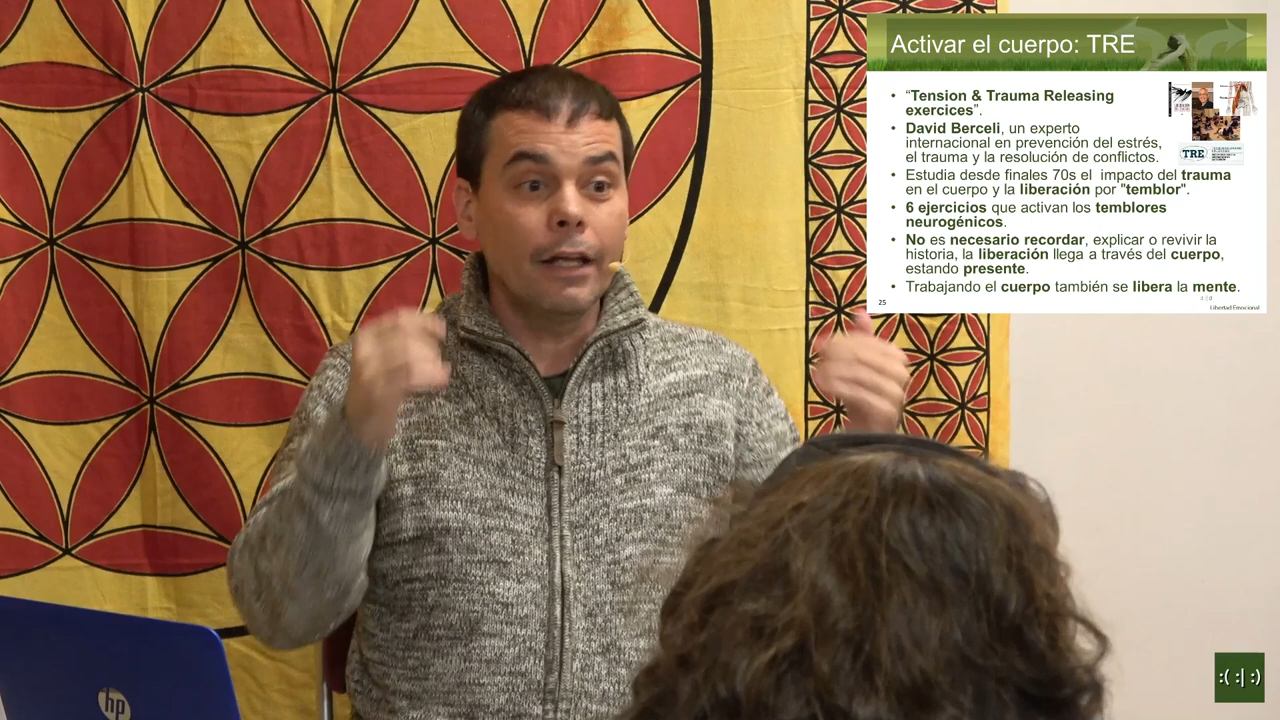 Activar el cuerpo: TRE
• “Tension & Trauma Releasing
exercices”.
• David Berceli, un experto
internacional en prevención del estrés,
el trauma y la resolución de conflictos.
• Estudia desde finales 70s el impacto del trauma
en el cuerpo y la liberación por "temblor".
• 6 ejercicios que activan los temblores
neurogénicos.
• No es necesario recordar, explicar o revivir la
historia, la liberación llega a través del cuerpo,
estando presente.
• Trabajando el cuerpo también se libera la mente.
25
Libertad Emocional
TRE
hp
:( :| :)